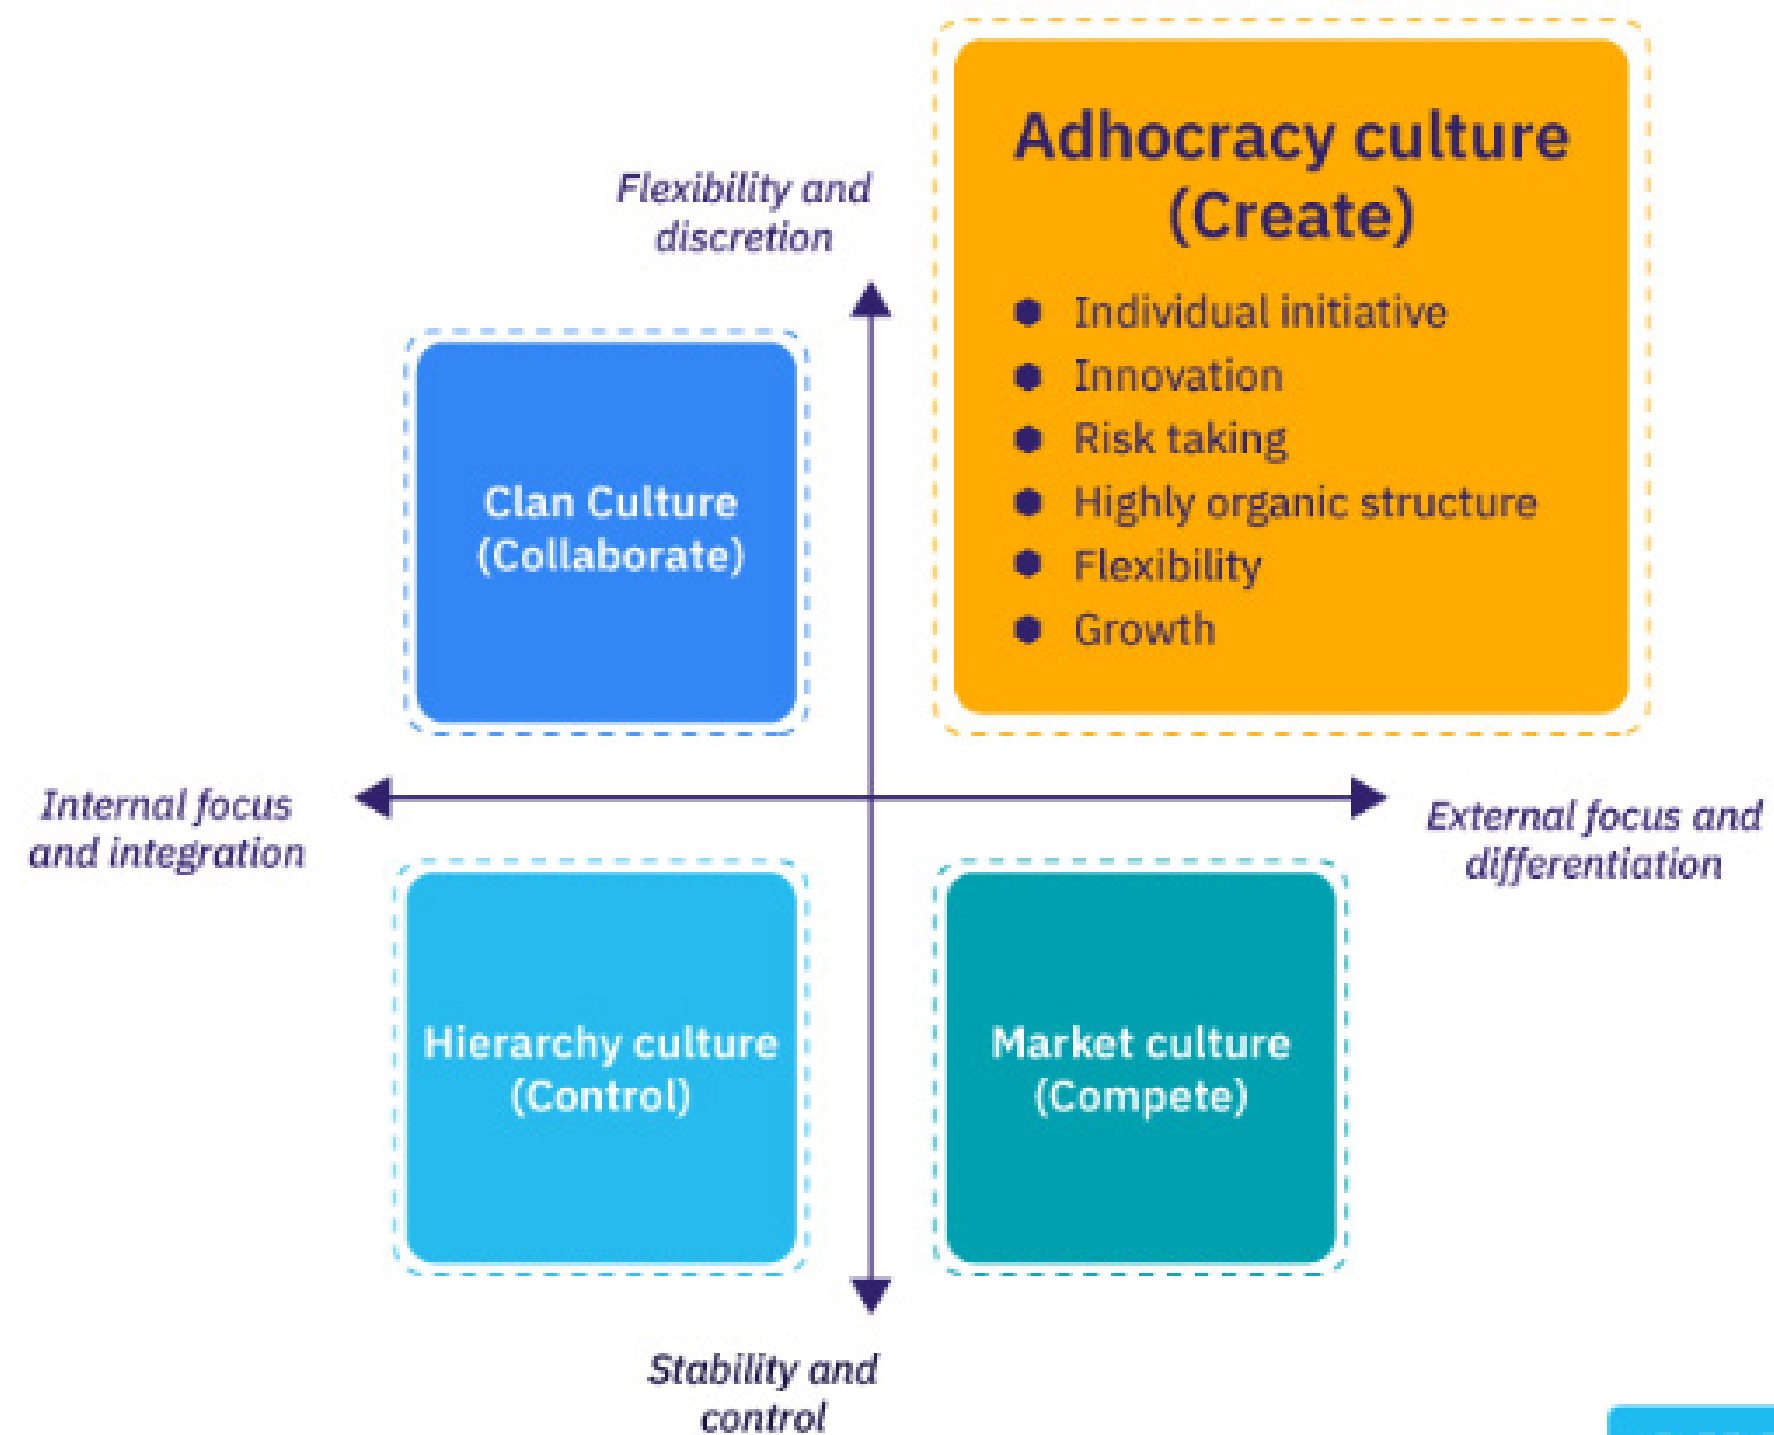 Adhocracy culture
(Create)
Flexibility and
discretion
● Individual initiative
● Innovation
● Risk taking
● Highly organic structure
● Flexibility
● Growth
Clan Culture
(Collaborate)
Internal focus
and integration
External focus and
differentiation
Hierarchy culture
(Control)
Market culture
(Compete)
Stability and
control